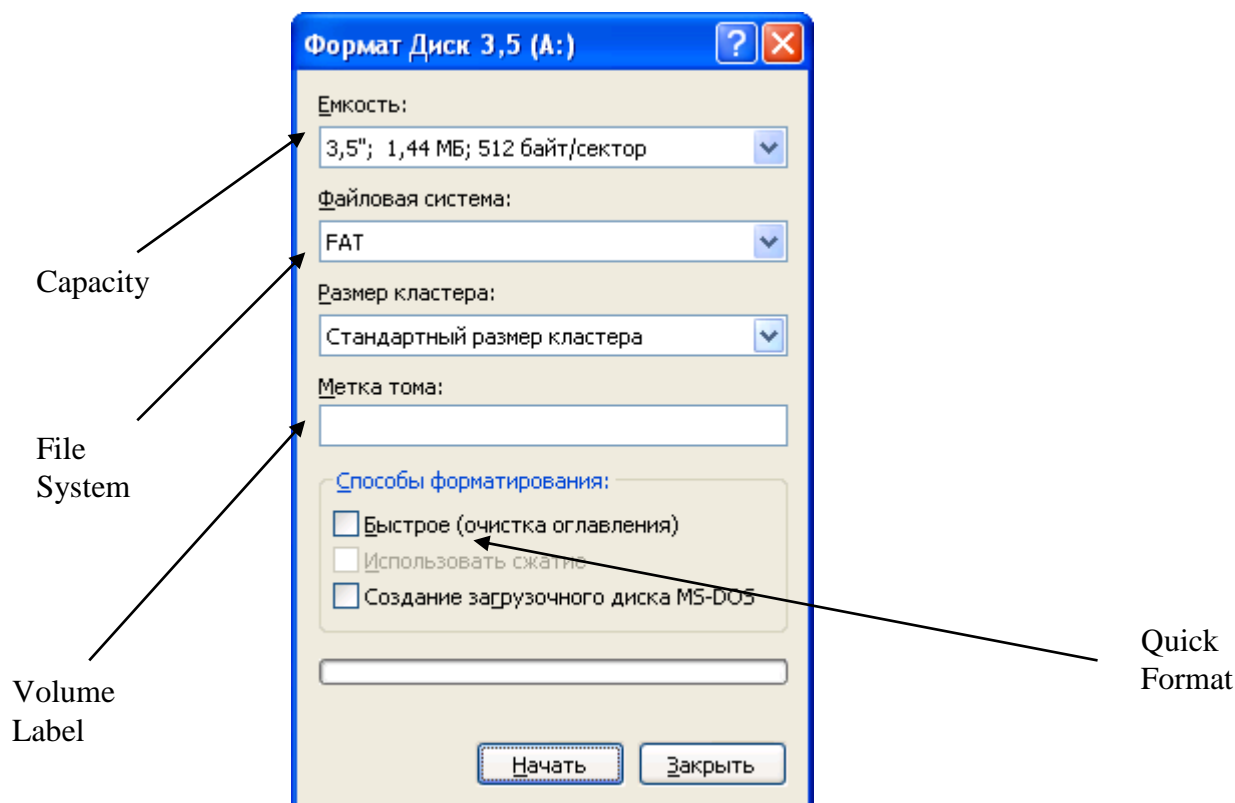 Формат Диск 3,5 (A:)
Емкость:
3,5"; 1,44 МБ; 512 байт/сектор
Файловая система:
FAT
Capacity
Размер кластера:
Стандартный размер кластера
Метка тома:
File
System
Способы форматирования:
Быстрое (очистка оглавления)
Использовать сжатие
Создание загрузочного диска MS-DOS
Quick
Format
Volume
Label
Начать
Закрыть